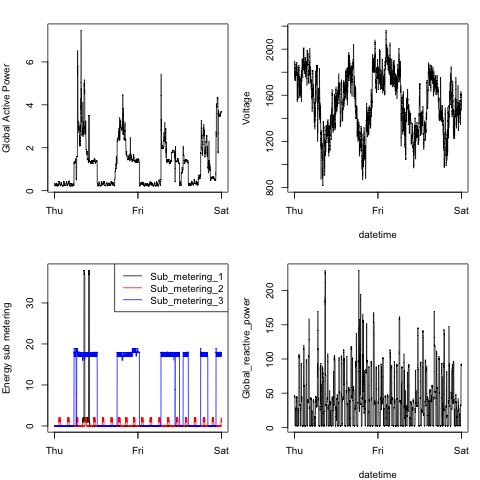 Global Active Power
0 2 4 6
Thu Fri Sat
Voltage
800 1200 1600 2000
Thu Fri Sat
datetime
Energy sub metering
0 10 20 30
Sub_metering_1
Sub_metering_2
Sub_metering_3
Thu Fri Sat
Global_reactive_power
0 50 100 150 200
Thu Fri Sat
datetime